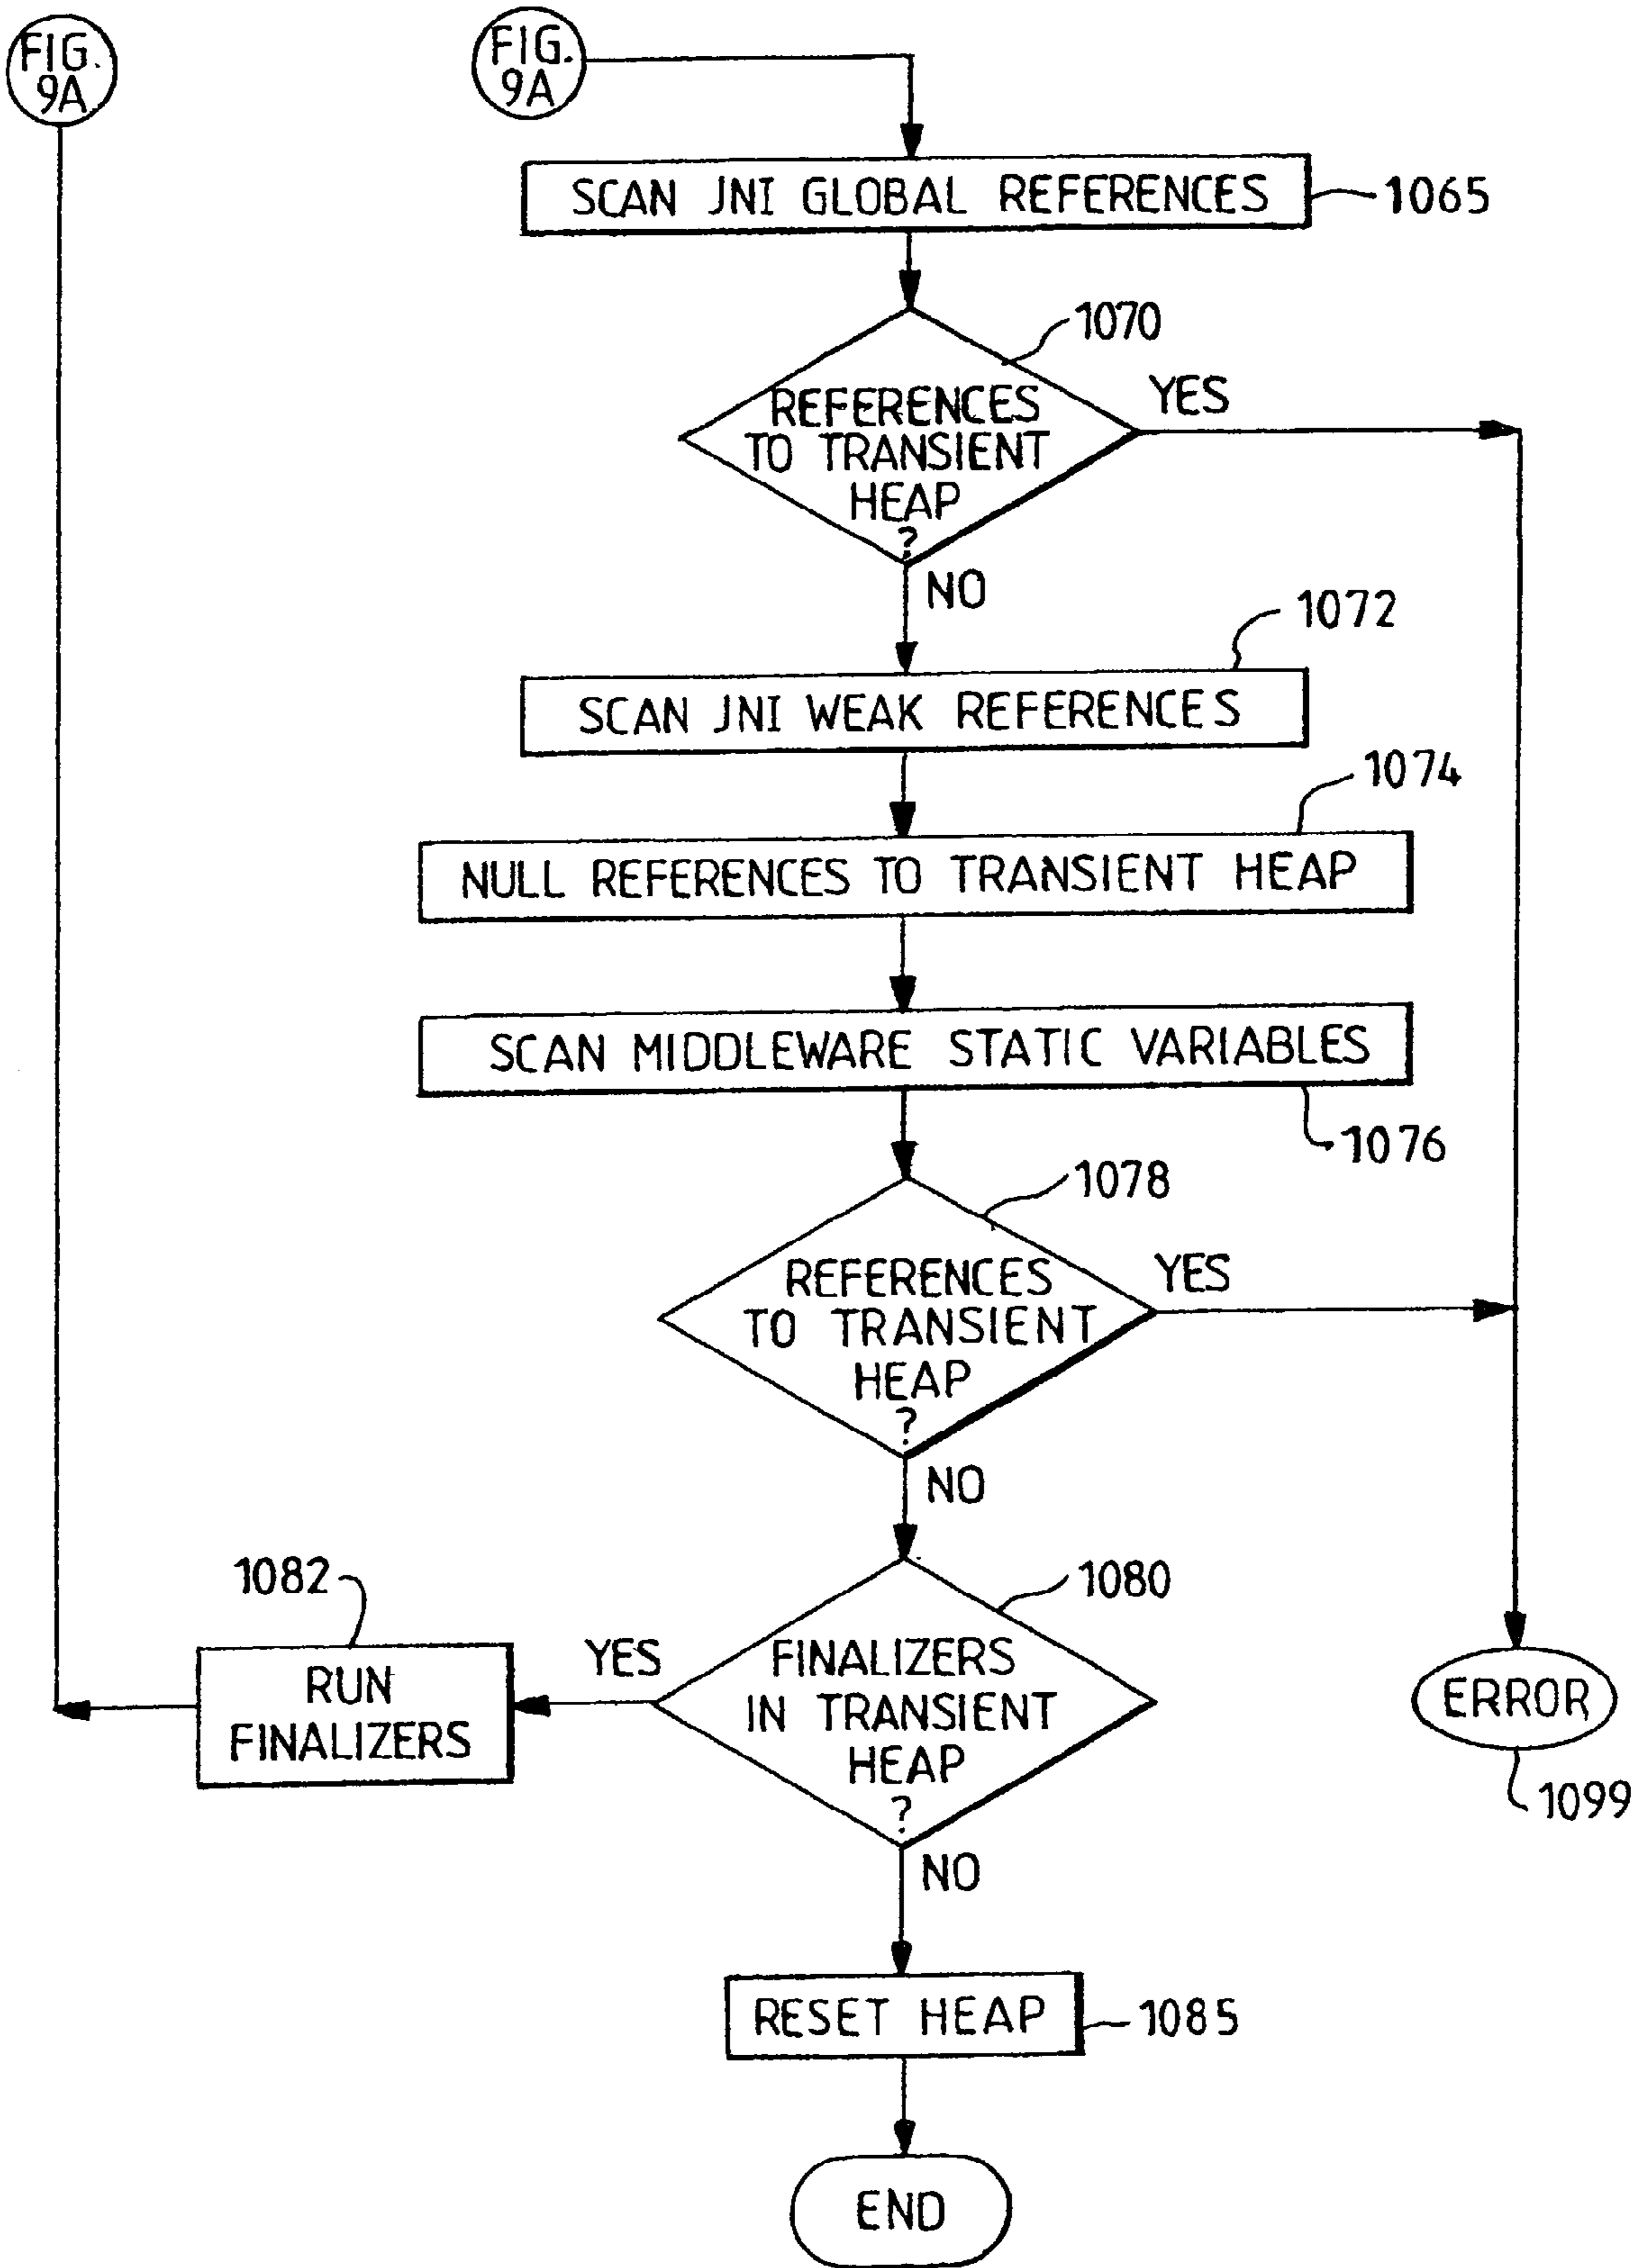 FIG.
9A
FIG.
9A
SCAN JNI GLOBAL REFERENCES
1065
1070
REFERENCES
TO TRANSIENT
HEAP
?
YES
NO
1072
SCAN JNI WEAK REFERENCES
1074
NULL REFERENCES TO TRANSIENT HEAP
SCAN MIDDLEWARE STATIC VARIABLES
1076
1078
REFERENCES
TO TRANSIENT
HEAP
?
YES
NO
1082
RUN
FINALIZERS
YES
1080
FINALIZERS
IN TRANSIENT
HEAP
?
NO
ERROR
1099
RESET HEAP
1085
END